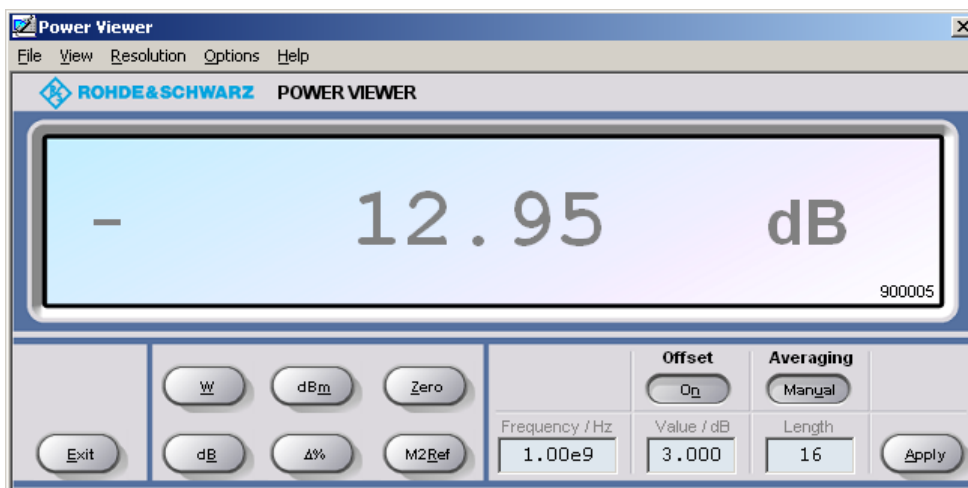 Power Viewer
File View Resolution Options Help
ROHDE&SCHWARZ POWER VIEWER
- 12.95 dB
900005
Offset Averaging
W dBm Zero On Manual
Frequency / Hz Value / dB Length
Exit dB Δ% M2Ref 1.00e9 3.000 16 Apply